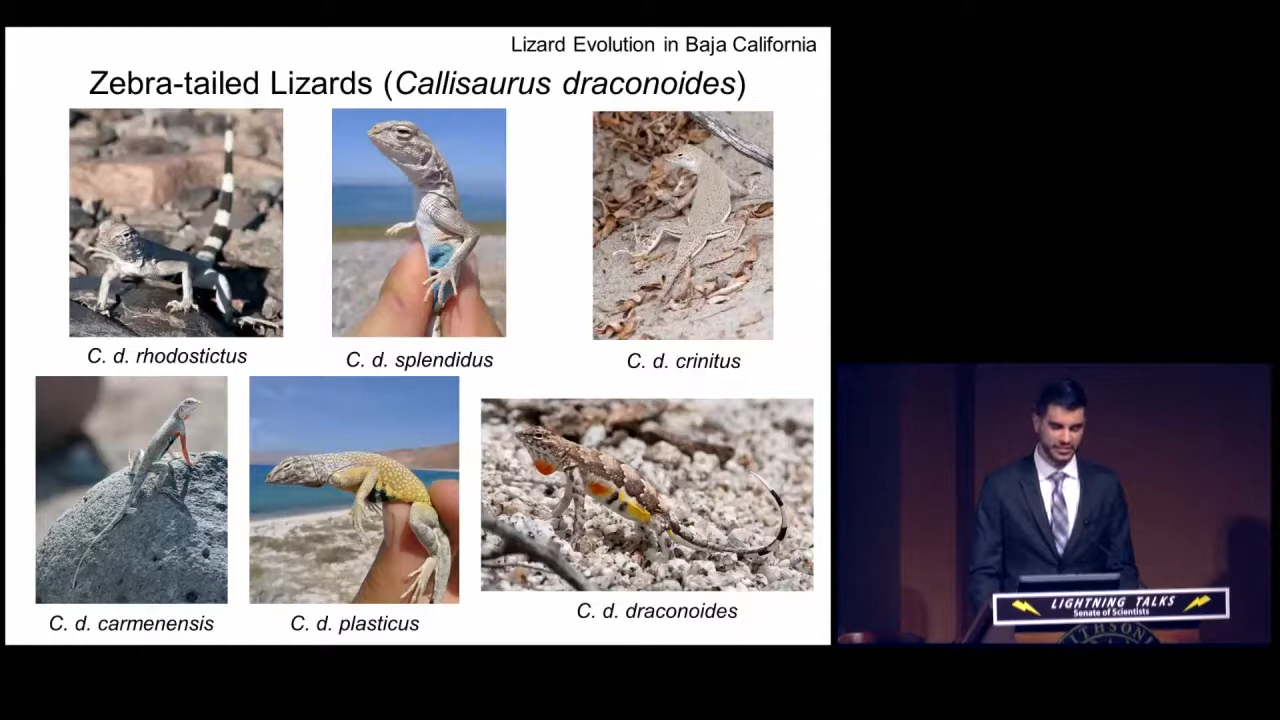 Lizard Evolution in Baja California
Zebra-tailed Lizards (Callisaurus draconoides)
C. d. rhodostictus
C. d. splendidus
C. d. crinitus
C. d. carmenensis
C. d. plasticus
C. d. draconoides
LIGHTNING TALKS
Senate of Scientists